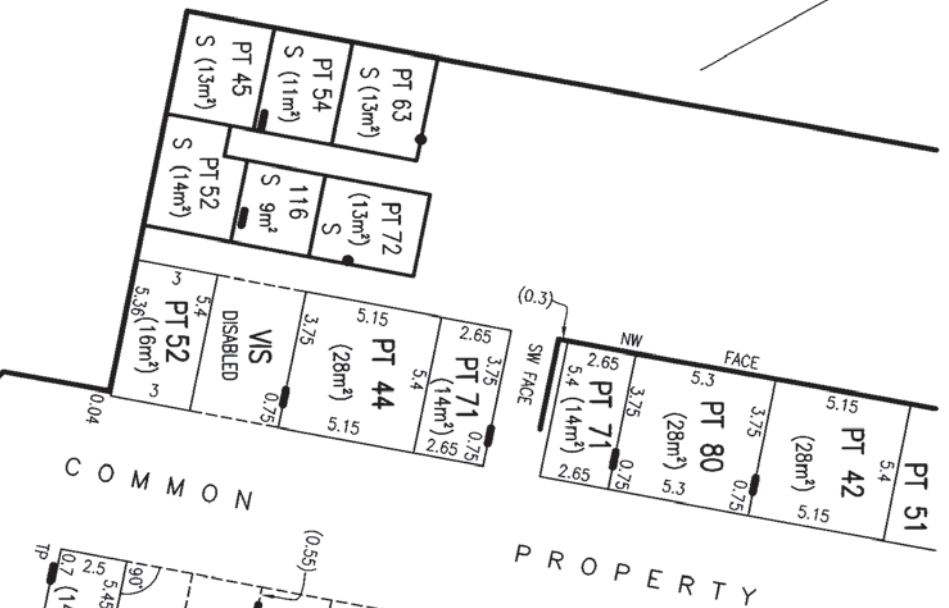 PT 45
S (13m²)
PT 54
S (11m²)
PT 63
S (13m²)
PT 52
S (14m²)
116
S 9m²
PT 72
(13m²)
S
3
5.36
PT 52
(16m²)
5.4
3
0.04
VIS
DISABLED
3.75
0.75
5.15
PT 44
(28m²)
5.4
5.15
2.65
PT 71
(14m²)
3.75
0.75
2.65
(0.3)
SW FACE
NW FACE
2.65
PT 71
5.4 (14m²)
3.75
0.75
2.65
5.3
PT 80
(28m²)
3.75
0.75
5.3
5.15
PT 42
(28m²)
5.4
5.15
PT 51
COMMON PROPERTY
(0.55)
TP
0.7
2.5
5.45
90°
(14